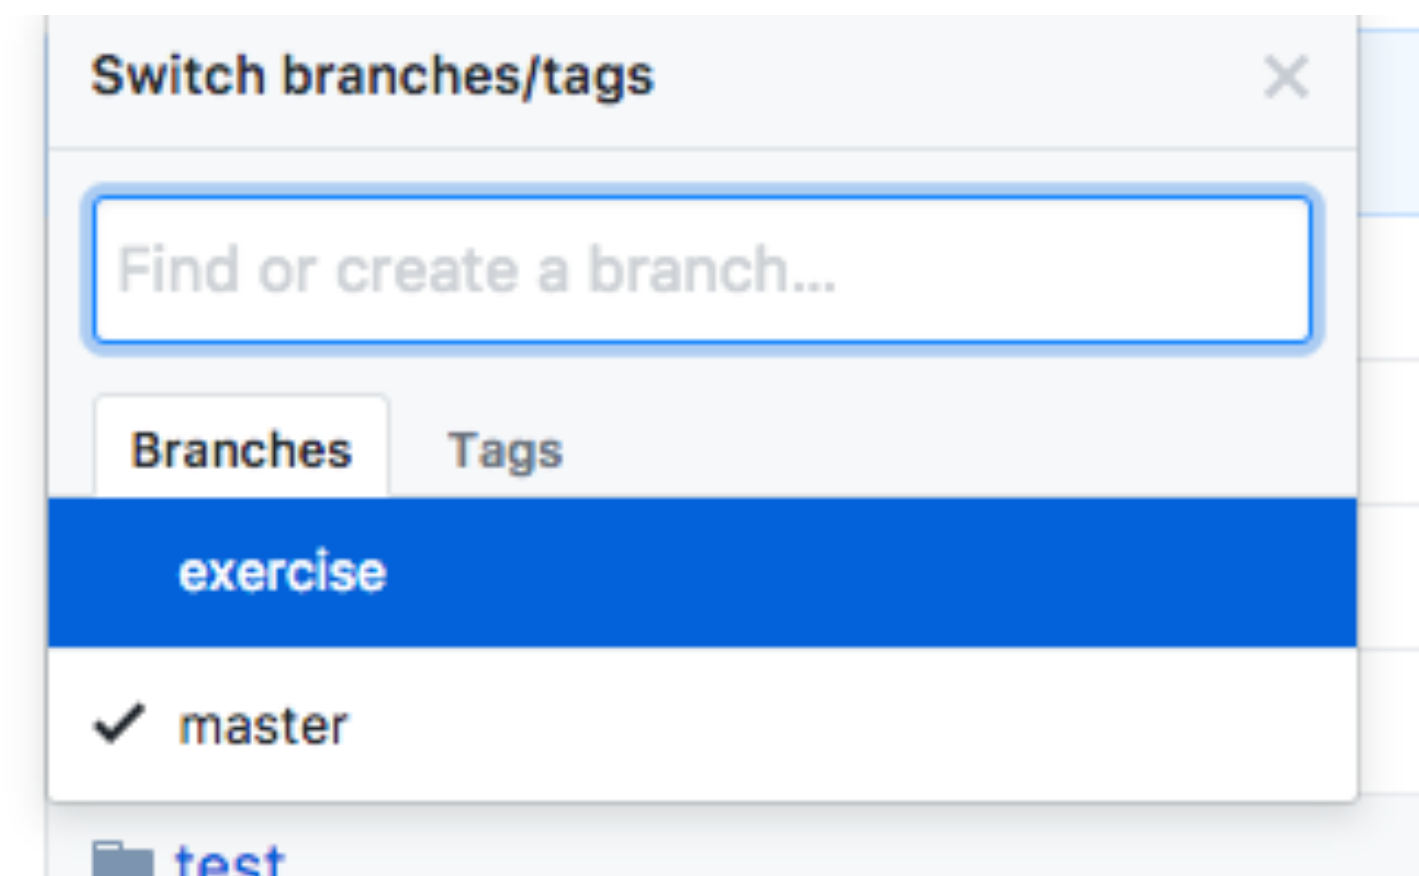 Switch branches/tags
Find or create a branch...
Branches Tags
exercise
master
test